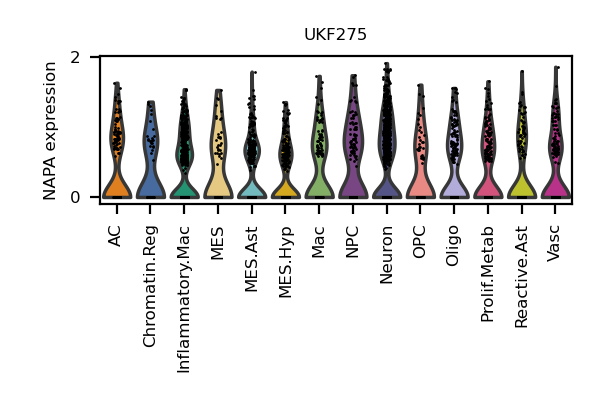 UKF275
NAPA expression
2
0
AC
Chromatin.Reg
Inflammatory.Mac
MES
MES.Ast
MES.Hyp
Mac
NPC
Neuron
OPC
Oligo
Prolif.Metab
Reactive.Ast
Vasc